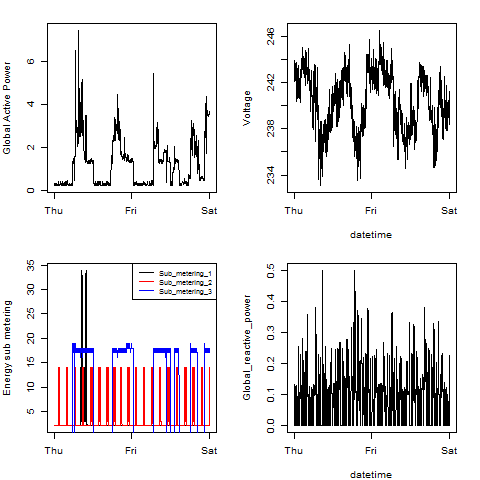 Global Active Power
6
4
2
0
Thu
Fri
Sat
Voltage
246
242
238
234
Thu
Fri
Sat
datetime
Energy sub metering
35
30
25
20
15
10
5
Sub_metering_1
Sub_metering_2
Sub_metering_3
Thu
Fri
Sat
Global_reactive_power
0.5
0.4
0.3
0.2
0.1
0.0
Thu
Fri
Sat
datetime